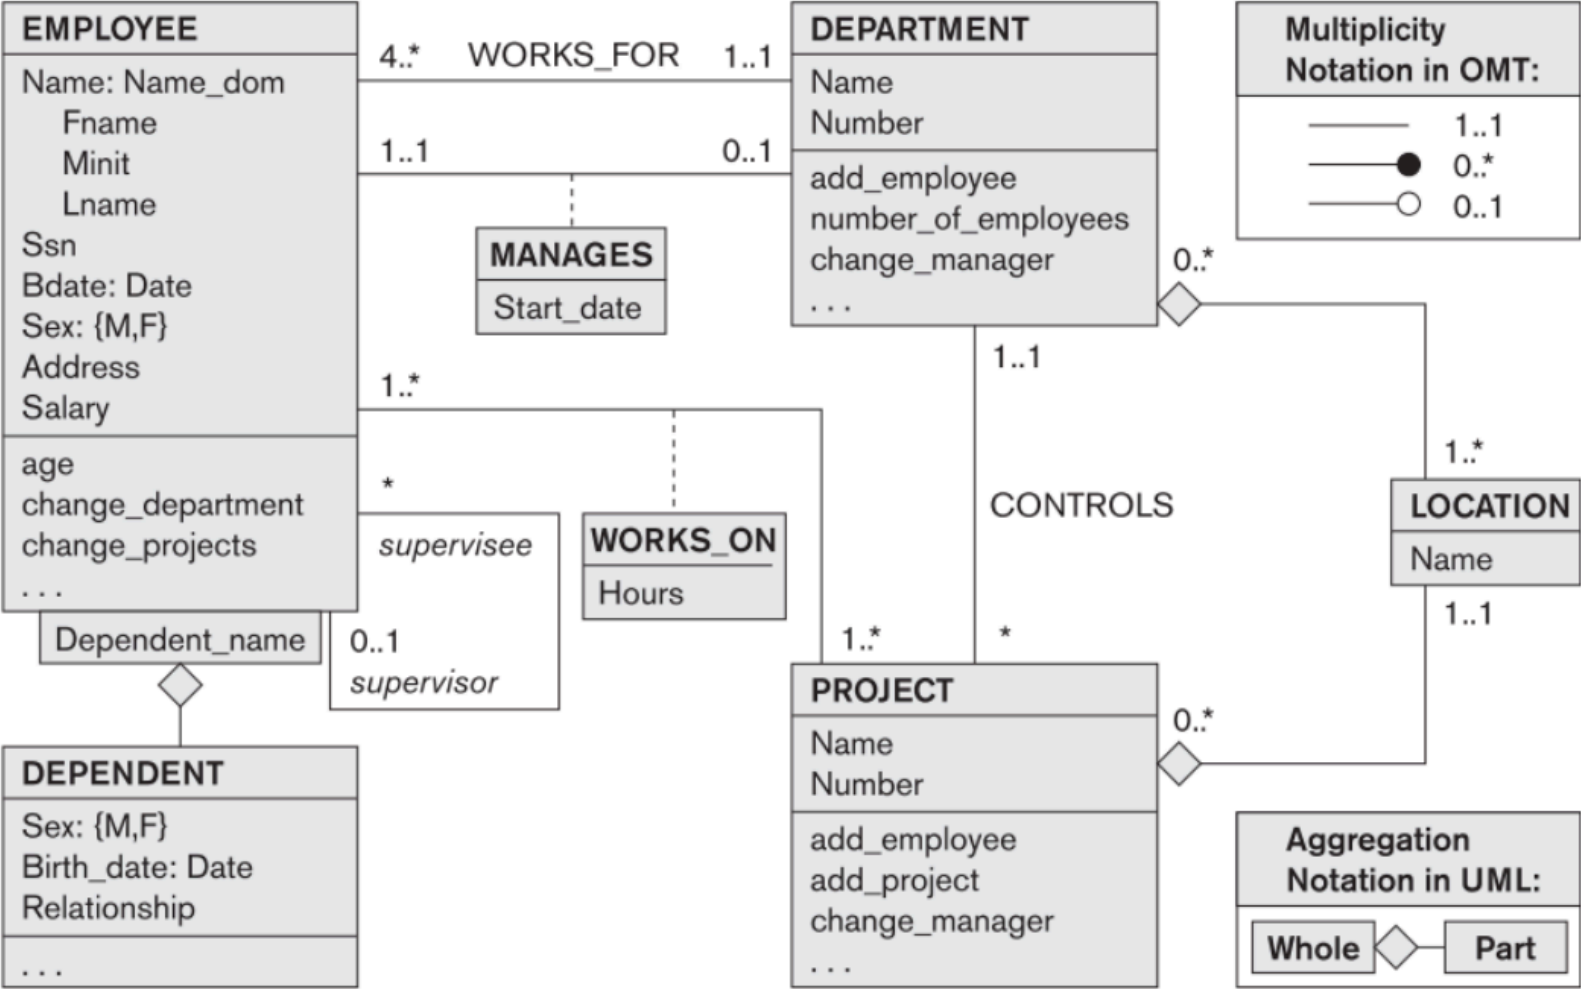 EMPLOYEE
Name: Name_dom
Fname
Minit
Lname
Ssn
Bdate: Date
Sex: {M,F}
Address
Salary
age
change_department
change_projects
. . .
Dependent_name
DEPENDENT
Sex: {M,F}
Birth_date: Date
Relationship
. . .
4..*
WORKS_FOR
1..1
1..1
0..1
MANAGES
Start_date
1..*
*
supervisee
0..1
supervisor
WORKS_ON
Hours
1..*
DEPARTMENT
Name
Number
add_employee
number_of_employees
change_manager
. . .
0..*
1..1
CONTROLS
*
PROJECT
Name
Number
add_employee
add_project
change_manager
. . .
0..*
Multiplicity
Notation in OMT:
1..1
0..*
0..1
1..*
LOCATION
Name
1..1
Aggregation
Notation in UML:
Whole
Part